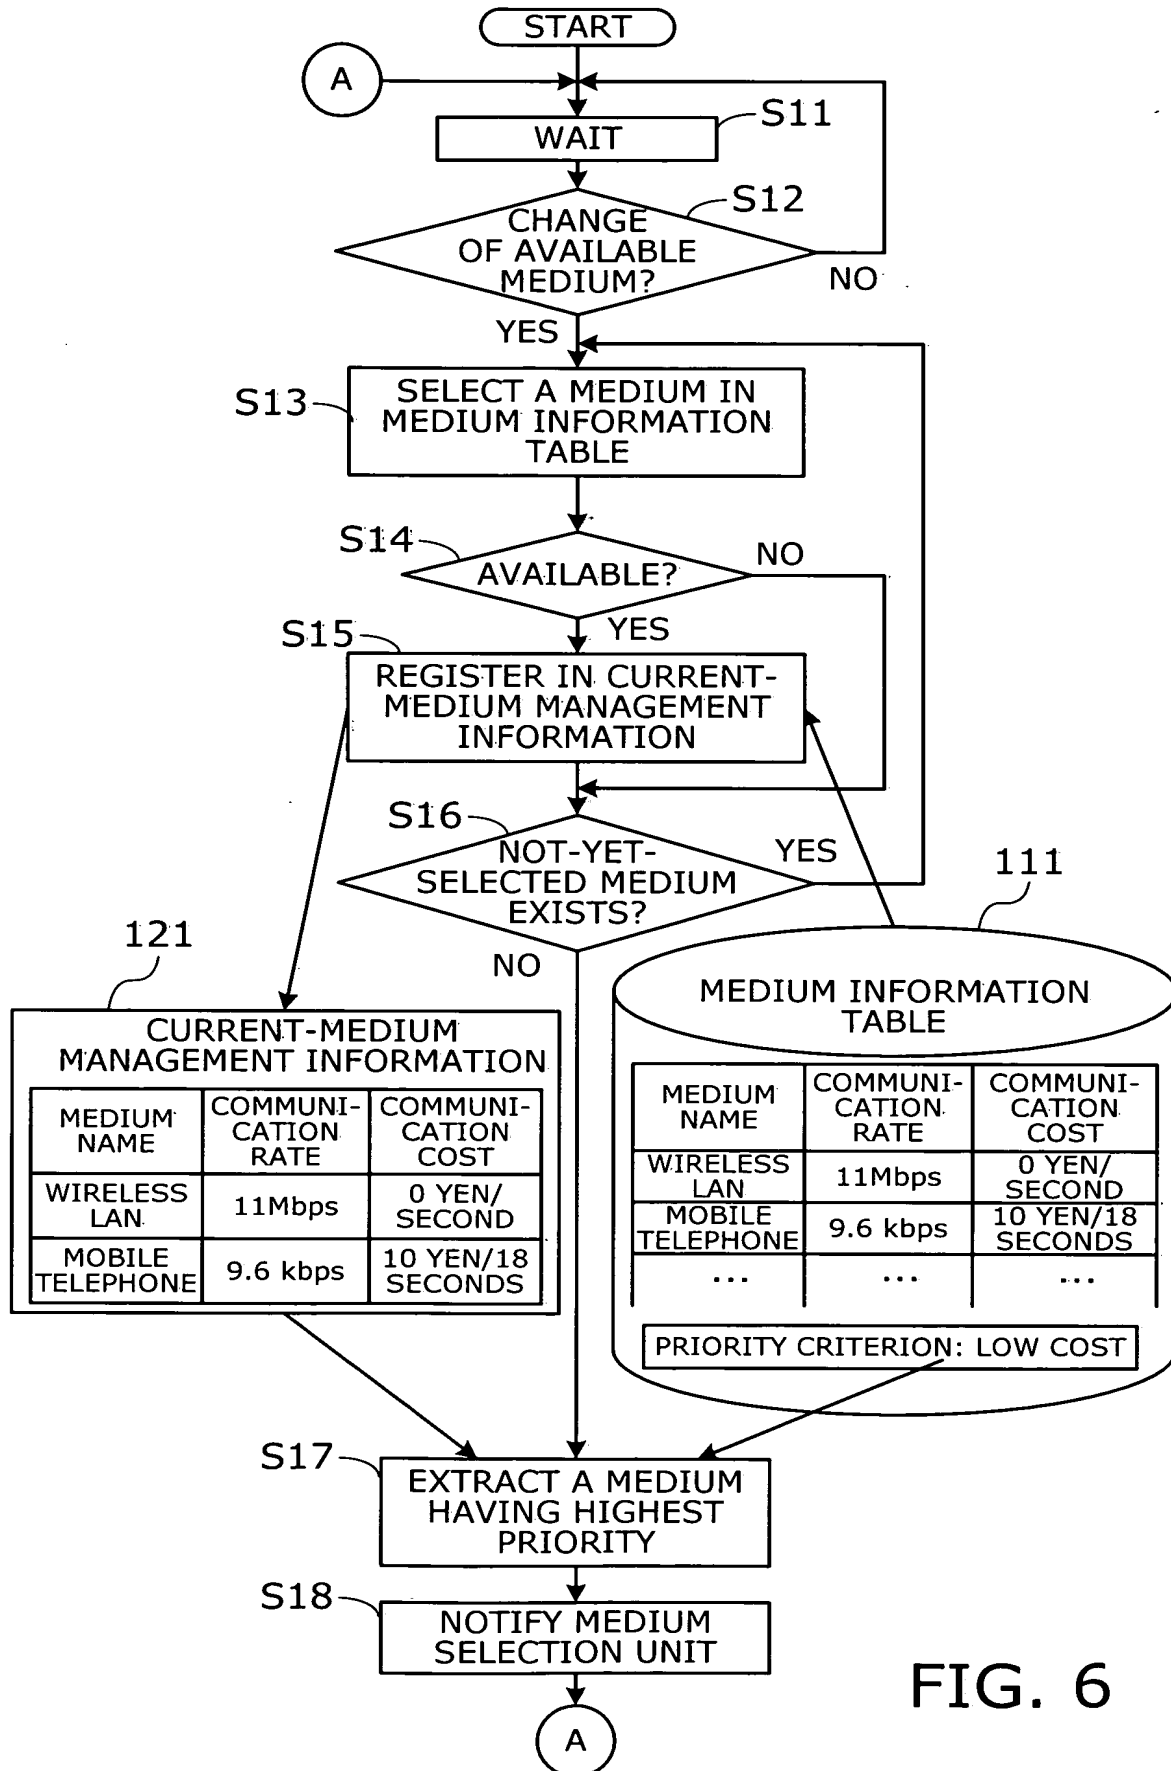 START
A
S11
WAIT
S12
CHANGE
OF AVAILABLE
MEDIUM?
NO
YES
S13
SELECT A MEDIUM IN
MEDIUM INFORMATION
TABLE
S14
NO
AVAILABLE?
YES
S15
REGISTER IN CURRENT-
MEDIUM MANAGEMENT
INFORMATION
S16
NOT-YET-
SELECTED MEDIUM
EXISTS?
YES
NO
111
MEDIUM INFORMATION
TABLE
MEDIUM
NAME
COMMUNI-
CATION
RATE
COMMUNI-
CATION
COST
WIRELESS
LAN
11Mbps
0 YEN/
SECOND
MOBILE
TELEPHONE
9.6 kbps
10 YEN/18
SECONDS
...
...
...
PRIORITY CRITERION: LOW COST
121
CURRENT-MEDIUM
MANAGEMENT INFORMATION
MEDIUM
NAME
COMMUNI-
CATION
RATE
COMMUNI-
CATION
COST
WIRELESS
LAN
11Mbps
0 YEN/
SECOND
MOBILE
TELEPHONE
9.6 kbps
10 YEN/18
SECONDS
S17
EXTRACT A MEDIUM
HAVING HIGHEST
PRIORITY
S18
NOTIFY MEDIUM
SELECTION UNIT
A
FIG. 6